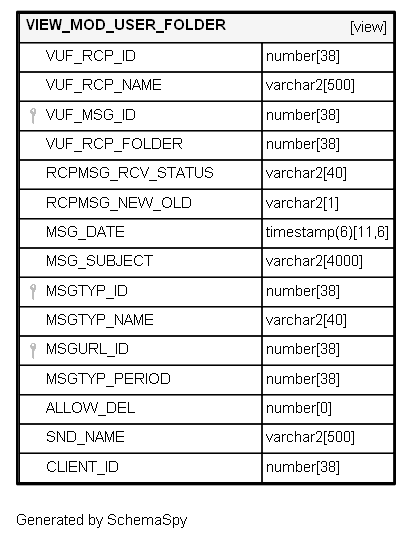 VIEW_MOD_USER_FOLDER [view]
VUF_RCP_ID number[38]
VUF_RCP_NAME varchar2[500]
VUF_MSG_ID number[38]
VUF_RCP_FOLDER number[38]
RCPMSG_RCV_STATUS varchar2[40]
RCPMSG_NEW_OLD varchar2[1]
MSG_DATE timestamp(6)[11,6]
MSG_SUBJECT varchar2[4000]
MSGTYP_ID number[38]
MSGTYP_NAME varchar2[40]
MSGURL_ID number[38]
MSGTYP_PERIOD number[38]
ALLOW_DEL number[0]
SND_NAME varchar2[500]
CLIENT_ID number[38]
Generated by SchemaSpy